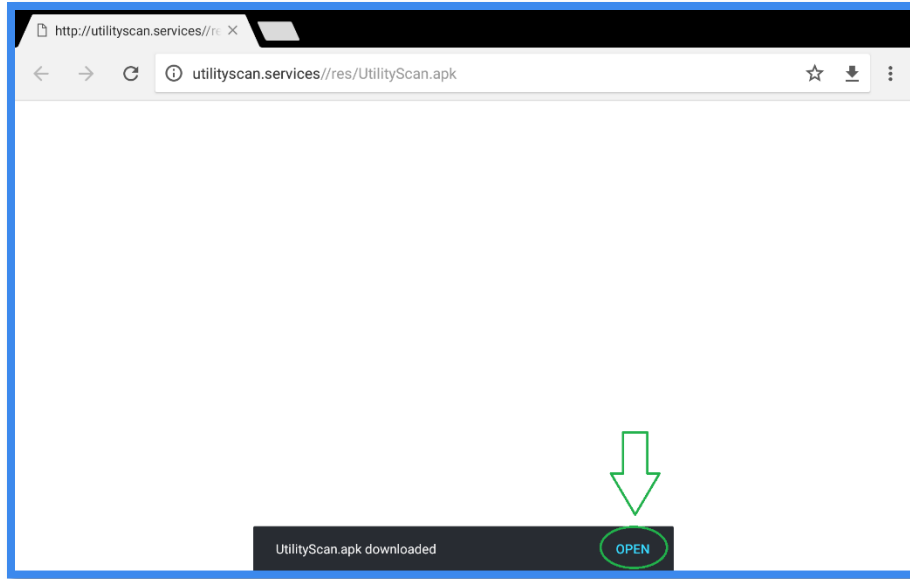 http://utilityscan.services//re
utilityscan.services//res/UtilityScan.apk
UtilityScan.apk downloaded OPEN